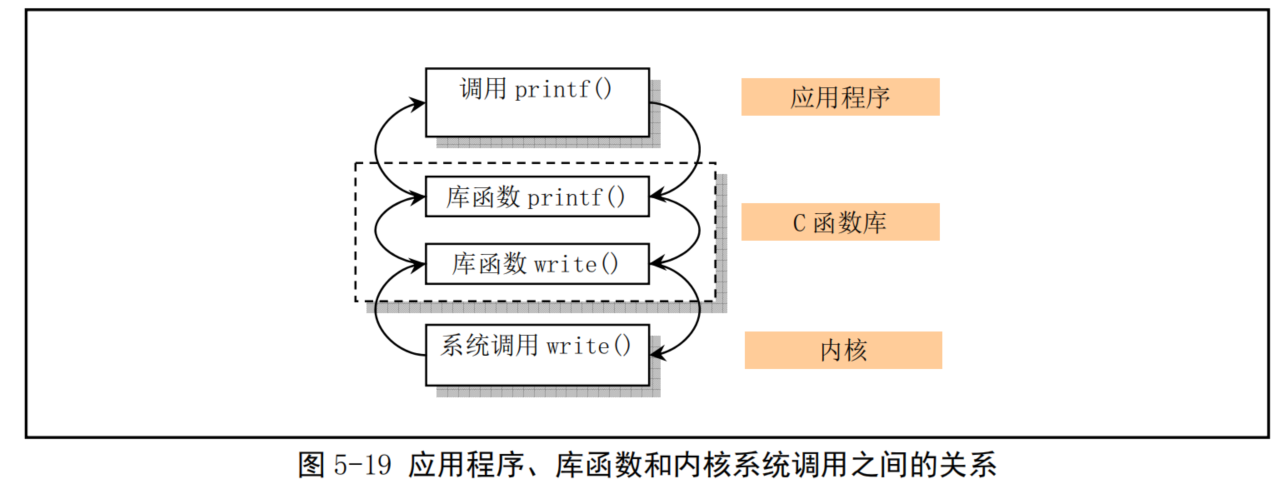 调用 printf()
应用程序
库函数 printf()
C 函数库
库函数 write()
系统调用 write()
内核
图 5-19 应用程序、库函数和内核系统调用之间的关系